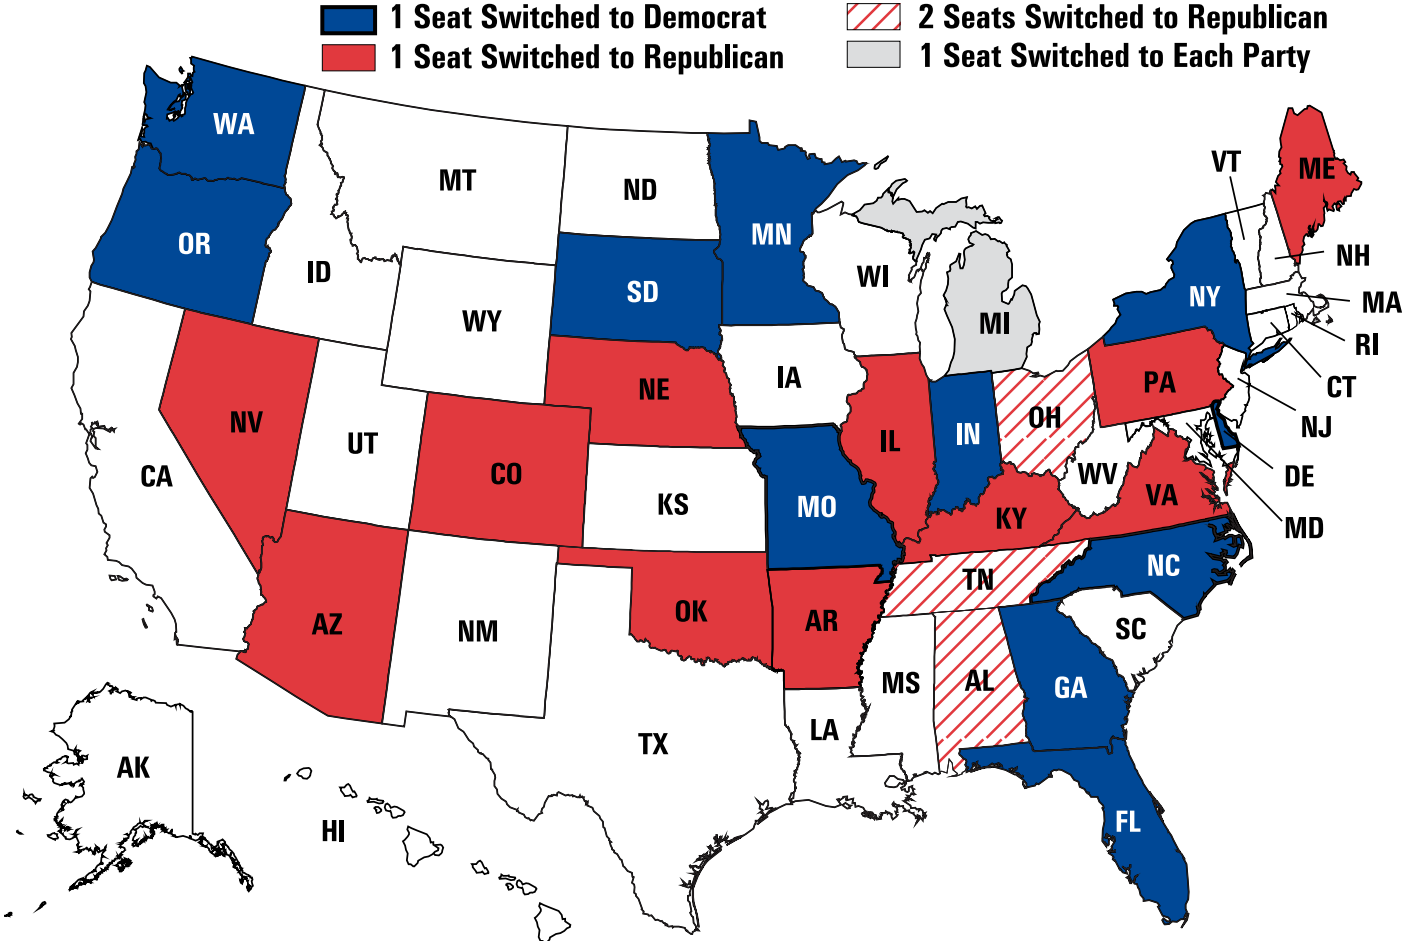 1 Seat Switched to Democrat
2 Seats Switched to Republican
1 Seat Switched to Republican
1 Seat Switched to Each Party
WA
MT
ND
MN
VT
ME
OR
ID
SD
WI
NH
NY
MA
WY
MI
RI
IA
NE
PA
CT
NV
UT
CO
IL
IN
OH
NJ
CA
KS
MO
WV
VA
DE
KY
MD
AZ
NM
OK
AR
TN
NC
SC
MS
AL
GA
TX
LA
AK
HI
FL